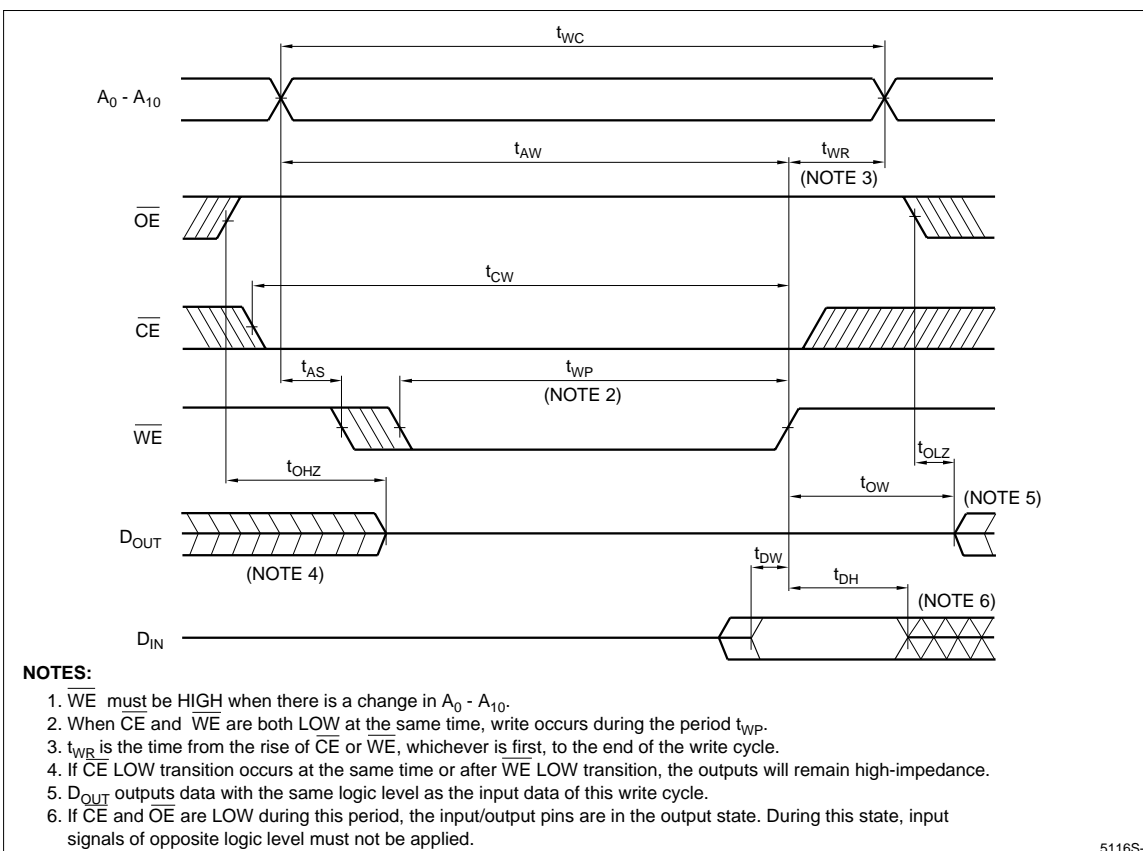 tWC
A0 - A10
tAW
tWR
(NOTE 3)
OE
tCW
CE
tAS
tWP
(NOTE 2)
WE
tOLZ
tOHZ
tOW
(NOTE 5)
DOUT
(NOTE 4)
tDW
tDH
(NOTE 6)
DIN
NOTES:
1. WE must be HIGH when there is a change in A0 - A10.
2. When CE and WE are both LOW at the same time, write occurs during the period tWP.
3. tWR is the time from the rise of CE or WE, whichever is first, to the end of the write cycle.
4. If CE LOW transition occurs at the same time or after WE LOW transition, the outputs will remain high-impedance.
5. DOUT outputs data with the same logic level as the input data of this write cycle.
6. If CE and OE are LOW during this period, the input/output pins are in the output state. During this state, input
signals of opposite logic level must not be applied.
5116S-